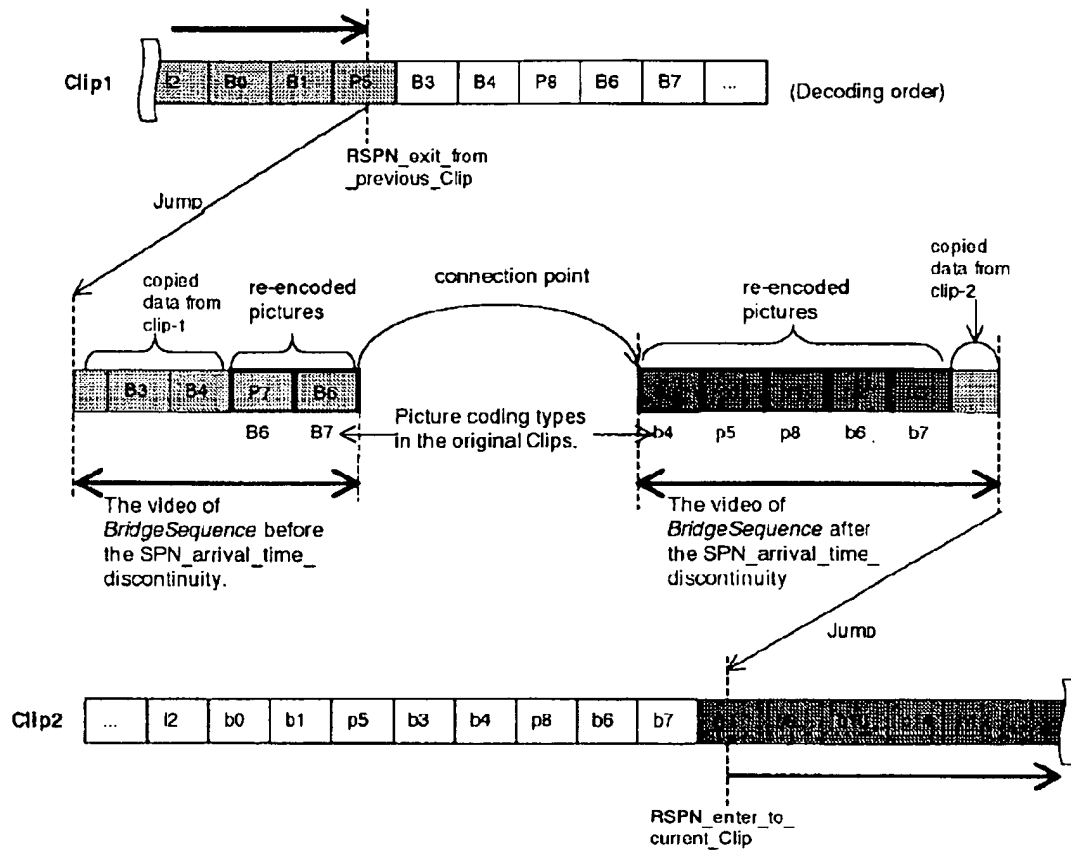 Clip1
I2 B0 B1 P5 B3 B4 P8 B6 B7 ...
(Decoding order)
RSPN_exit_from
_previous_Clip
Jump
copied
data from
clip-1
re-encoded
pictures
connection point
re-encoded
pictures
copied
data from
clip-2
B3 B4 P7 B6
B6 B7
Picture coding types
in the original Clips.
b4 p5 p8 b6 b7
The video of
BridgeSequence before
the SPN_arrival_time_
discontinuity.
The video of
BridgeSequence after
the SPN_arrival_time_
discontinuity
Jump
Clip2
... I2 b0 b1 p5 b3 b4 p8 b6 b7
RSPN_enter_to_
current_Clip